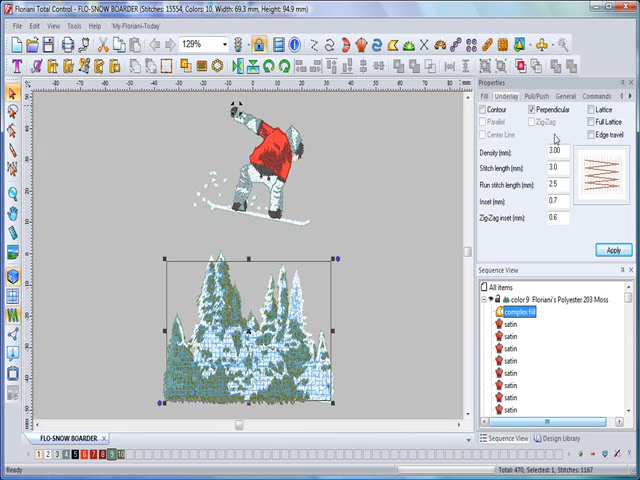 Floriani Total Control - FLO-SNOW BOARDER (Stitches: 15554, Colors: 10, Width: 69.3 mm, Height: 94.9 mm)
File Edit View Tools Help My-Floriani-Today
129%
Properties
Fill Underlay Pull/Push General Commands
Contour Perpendicular Lattice
Parallel Zig-Zag Full Lattice
Center Line Edge travel
Density (mm): 3.00
Stitch length (mm): 3.0
Run stitch length (mm): 2.5
Inset (mm): 0.7
Zig-Zag inset (mm): 0.6
Apply
Sequence View
All items
color 9 Floriani's Polyester 203 Moss
complex fill
satin
satin
satin
satin
satin
satin
satin
satin
FLO-SNOW BOARDER
Sequence View Design Library
1 2 3 4 5 6 7 8 9 10
Ready
Total: 470, Selected: 1, Stitches: 1167